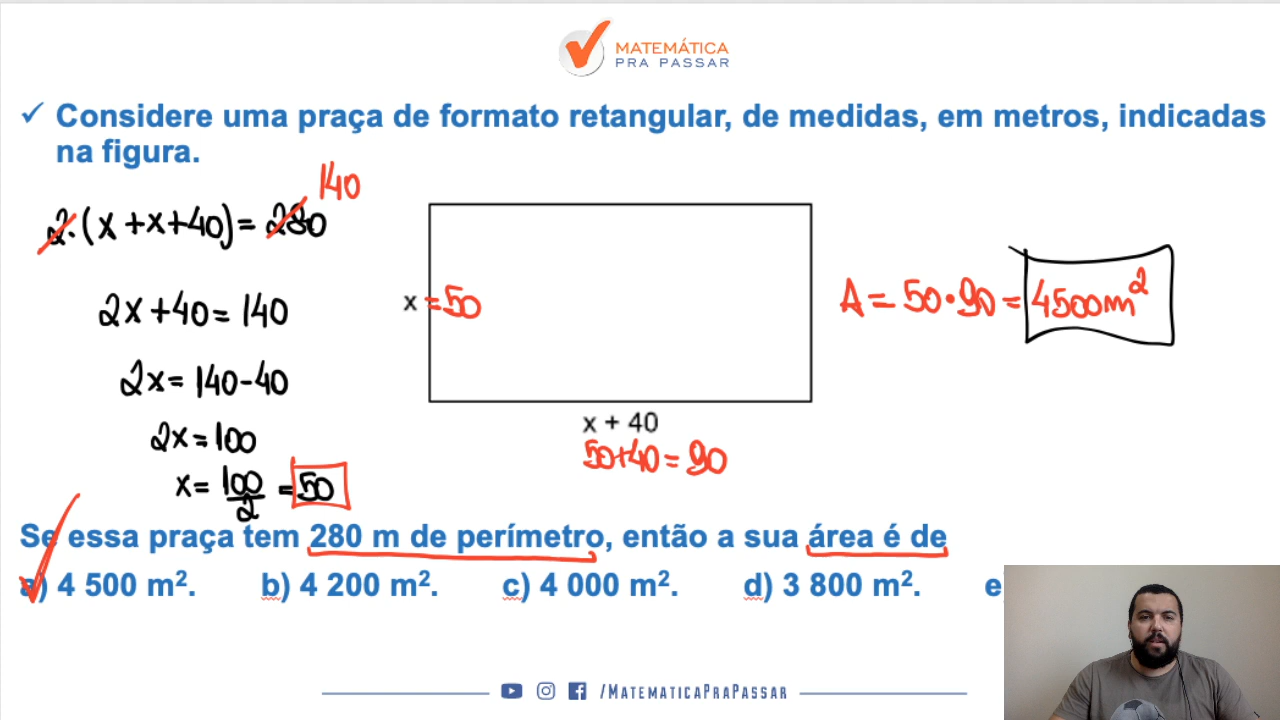 MATEMÁTICA
PRA PASSAR
✓ Considere uma praça de formato retangular, de medidas, em metros, indicadas
na figura.
140
2·(x+x+40)=280
2x+40=140
2x=140-40
2x=100
x=100/2=50
x =50
x + 40
50+40=90
A=50·90=4500m²
Se essa praça tem 280 m de perímetro, então a sua área é de
a) 4 500 m². b) 4 200 m². c) 4 000 m². d) 3 800 m². e
/MATEMATICAPRAPASSAR